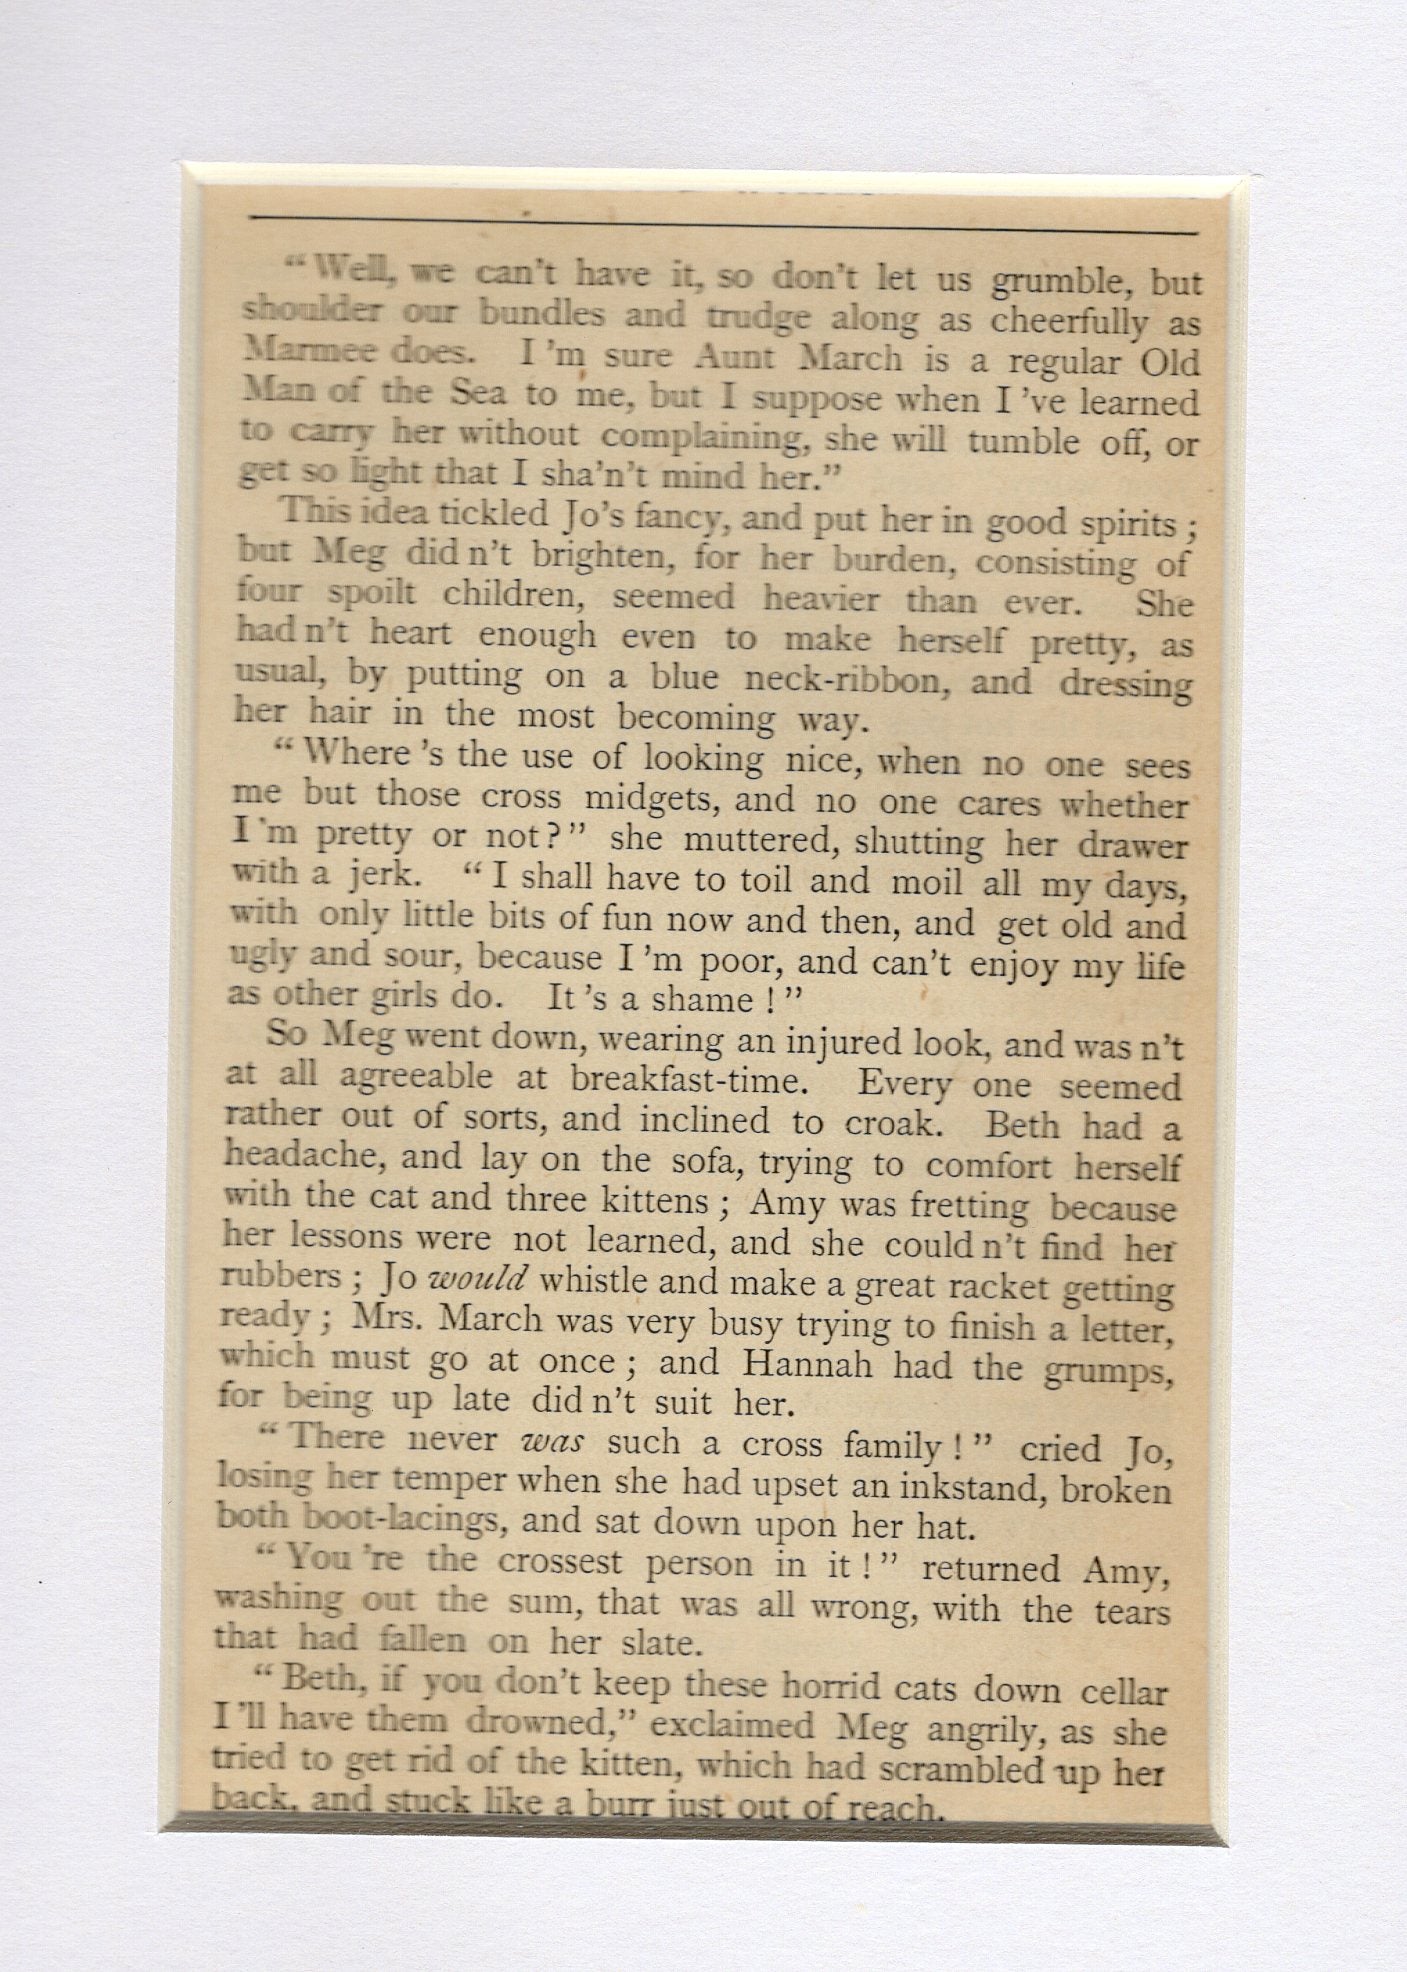 “Well, we can’t have it, so don’t let us grumble, but
shoulder our bundles and trudge along as cheerfully as
Marmee does. I ’m sure Aunt March is a regular Old
Man of the Sea to me, but I suppose when I ’ve learned
to carry her without complaining, she will tumble off, or
get so light that I sha’n’t mind her.”
This idea tickled Jo’s fancy, and put her in good spirits ;
but Meg did n’t brighten, for her burden, consisting of
four spoilt children, seemed heavier than ever. She
had n’t heart enough even to make herself pretty, as
usual, by putting on a blue neck-ribbon, and dressing
her hair in the most becoming way.
“ Where ’s the use of looking nice, when no one sees
me but those cross midgets, and no one cares whether
I ’m pretty or not ? ” she muttered, shutting her drawer
with a jerk. “ I shall have to toil and moil all my days,
with only little bits of fun now and then, and get old and
ugly and sour, because I ’m poor, and can’t enjoy my life
as other girls do. It ’s a shame ! ”
So Meg went down, wearing an injured look, and was n’t
at all agreeable at breakfast-time. Every one seemed
rather out of sorts, and inclined to croak. Beth had a
headache, and lay on the sofa, trying to comfort herself
with the cat and three kittens ; Amy was fretting because
her lessons were not learned, and she could n’t find her
rubbers ; Jo would whistle and make a great racket getting
ready ; Mrs. March was very busy trying to finish a letter,
which must go at once ; and Hannah had the grumps,
for being up late did n’t suit her.
“ There never was such a cross family ! ” cried Jo,
losing her temper when she had upset an inkstand, broken
both boot-lacings, and sat down upon her hat.
“ You ’re the crossest person in it ! ” returned Amy,
washing out the sum, that was all wrong, with the tears
that had fallen on her slate.
“ Beth, if you don’t keep these horrid cats down cellar
I ’ll have them drowned,” exclaimed Meg angrily, as she
tried to get rid of the kitten, which had scrambled up her
back, and stuck like a burr just out of reach.